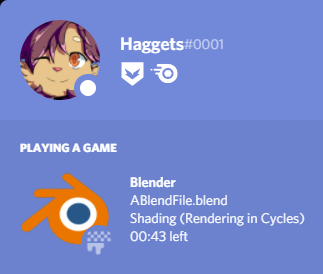 Haggets#0001
PLAYING A GAME
Blender
ABlendFile.blend
Shading (Rendering in Cycles)
00:43 left